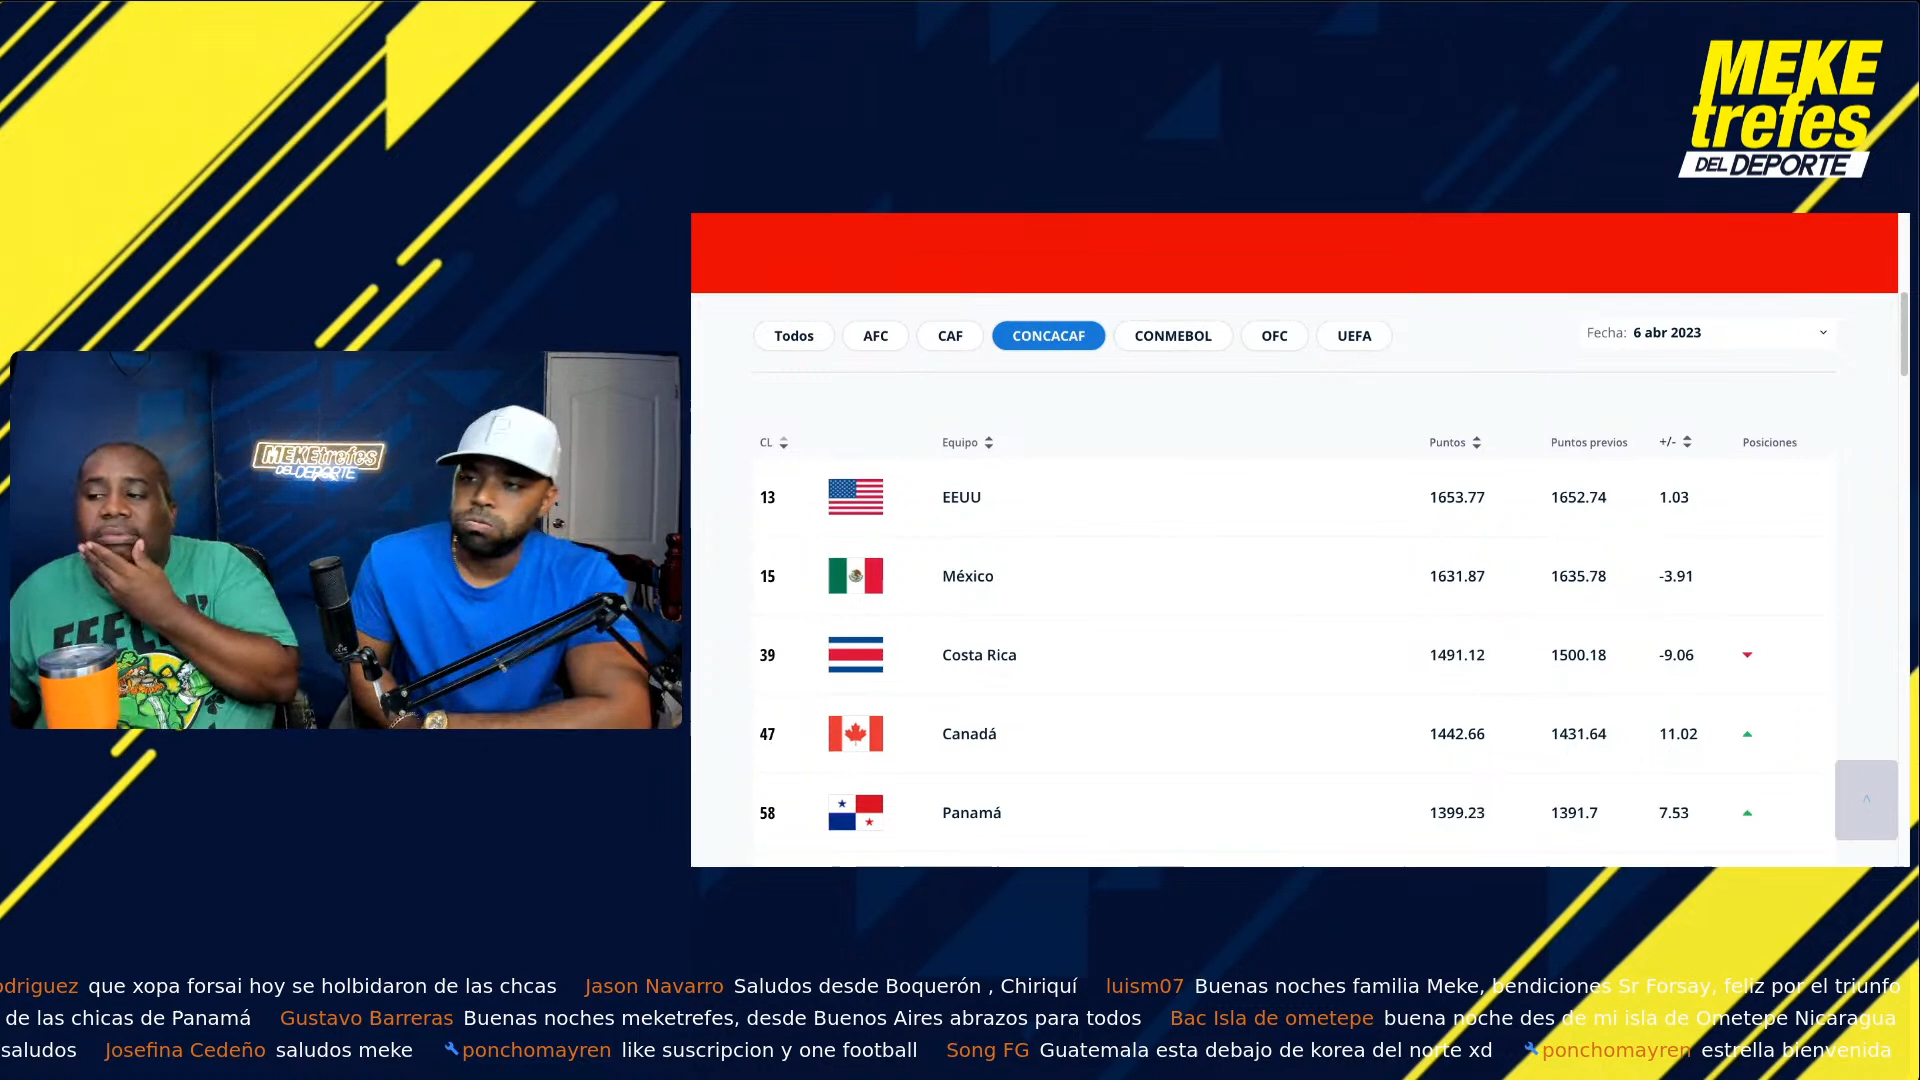 MEKE
trefes
DEL DEPORTE
Todos AFC CAF CONCACAF CONMEBOL OFC UEFA Fecha: 6 abr 2023
CL Equipo Puntos Puntos previos +/- Posiciones
13 EEUU 1653.77 1652.74 1.03
15 México 1631.87 1635.78 -3.91
39 Costa Rica 1491.12 1500.18 -9.06
47 Canadá 1442.66 1431.64 11.02
58 Panamá 1399.23 1391.7 7.53
MEKEtrefes
DEL DEPORTE
odriguez que xopa forsai hoy se holbidaron de las chcas Jason Navarro Saludos desde Boquerón , Chiriquí luism07 Buenas noches familia Meke, bendiciones Sr Forsay, feliz por el triunfo
de las chicas de Panamá Gustavo Barreras Buenas noches meketrefes, desde Buenos Aires abrazos para todos Bac Isla de ometepe buena noche des de mi isla de Ometepe Nicaragua
saludos Josefina Cedeño saludos meke ponchomayren like suscripcion y one football Song FG Guatemala esta debajo de korea del norte xd ponchomayren estrella bienvenida